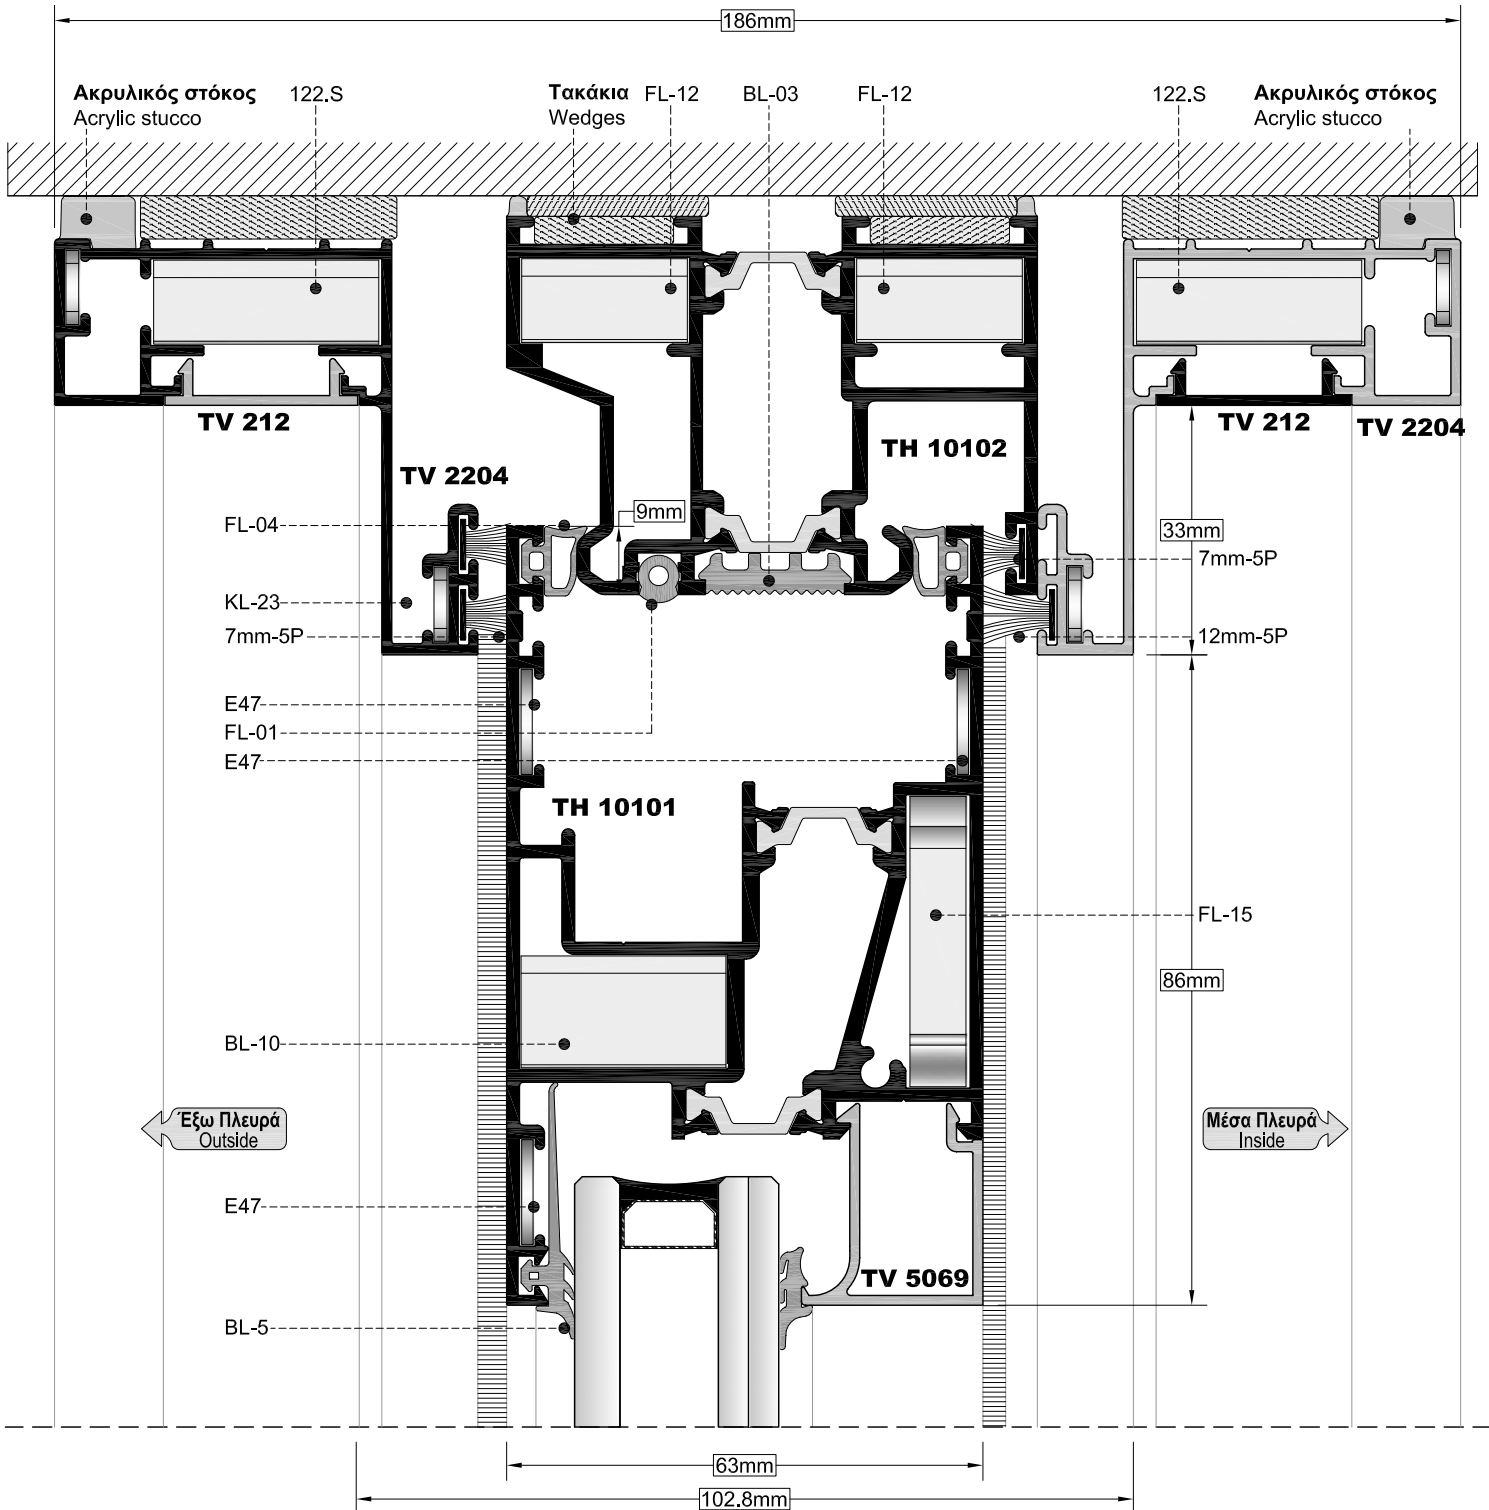 186mm
Ακρυλικός στόκος
Acrylic stucco
122.S
Τακάκια
Wedges
FL-12
BL-03
FL-12
122.S
Ακρυλικός στόκος
Acrylic stucco
TV 212
TV 2204
TH 10102
TV 212
TV 2204
FL-04
9mm
33mm
7mm-5P
KL-23
7mm-5P
12mm-5P
E47
FL-01
E47
TH 10101
FL-15
86mm
BL-10
Έξω Πλευρά
Outside
Μέσα Πλευρά
Inside
E47
TV 5069
BL-5
63mm
102.8mm